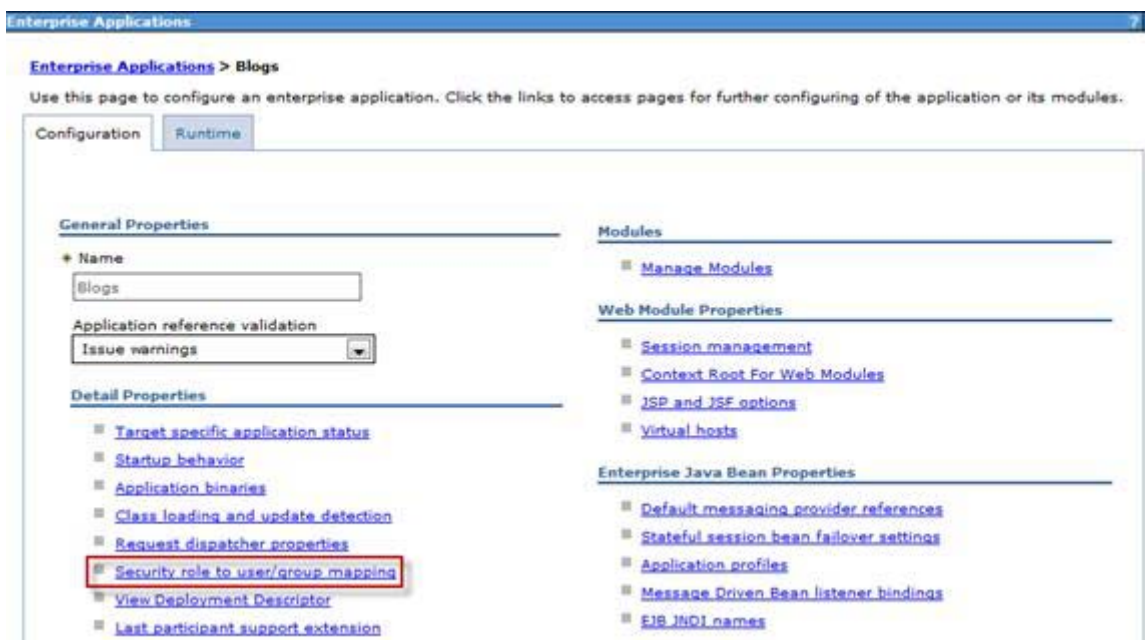 Enterprise Applications ?
Enterprise Applications > Blogs
Use this page to configure an enterprise application. Click the links to access pages for further configuring of the application or its modules.
Configuration
Runtime
General Properties
Name
Blogs
Application reference validation
Issue warnings
Detail Properties
Target specific application status
Startup behavior
Application binaries
Class loading and update detection
Request dispatcher properties
Security role to user/group mapping
View Deployment Descriptor
Last participant support extension
Modules
Manage Modules
Web Module Properties
Session management
Context Root For Web Modules
JSP and JSF options
Virtual hosts
Enterprise Java Bean Properties
Default messaging provider references
Stateful session bean failover settings
Application profiles
Message Driven Bean listener bindings
EJB JNDI names